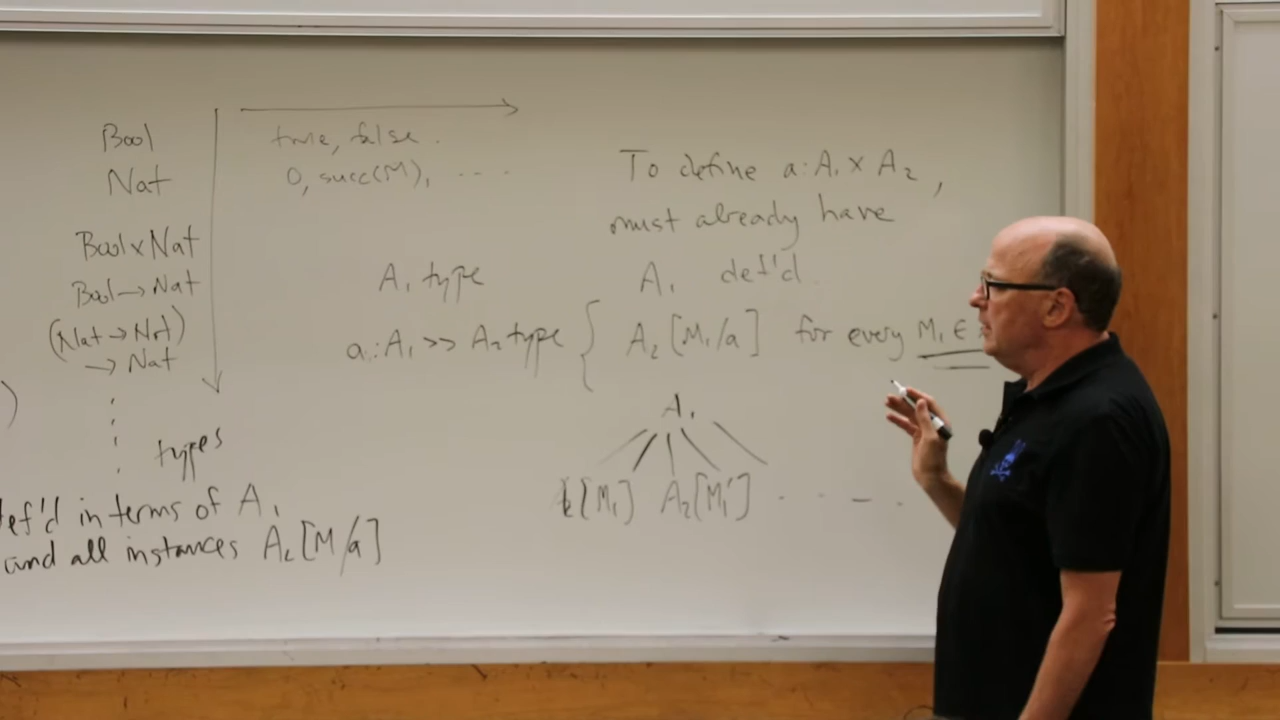 Bool
Nat
Bool x Nat
Bool → Nat
(Nat → Nat)
→ Nat
types
true, false.
0, succ(M), ....
A₁ type
a₁:A₁ >> A₂ type
To define a:A₁ x A₂,
must already have
A₁ def'd.
A₂[M₁/a] for every M₁ ∈
A₁
[M₁] A₂[M₁'] . . - .
)
in terms of A₁
and all instances A₂[M/a]